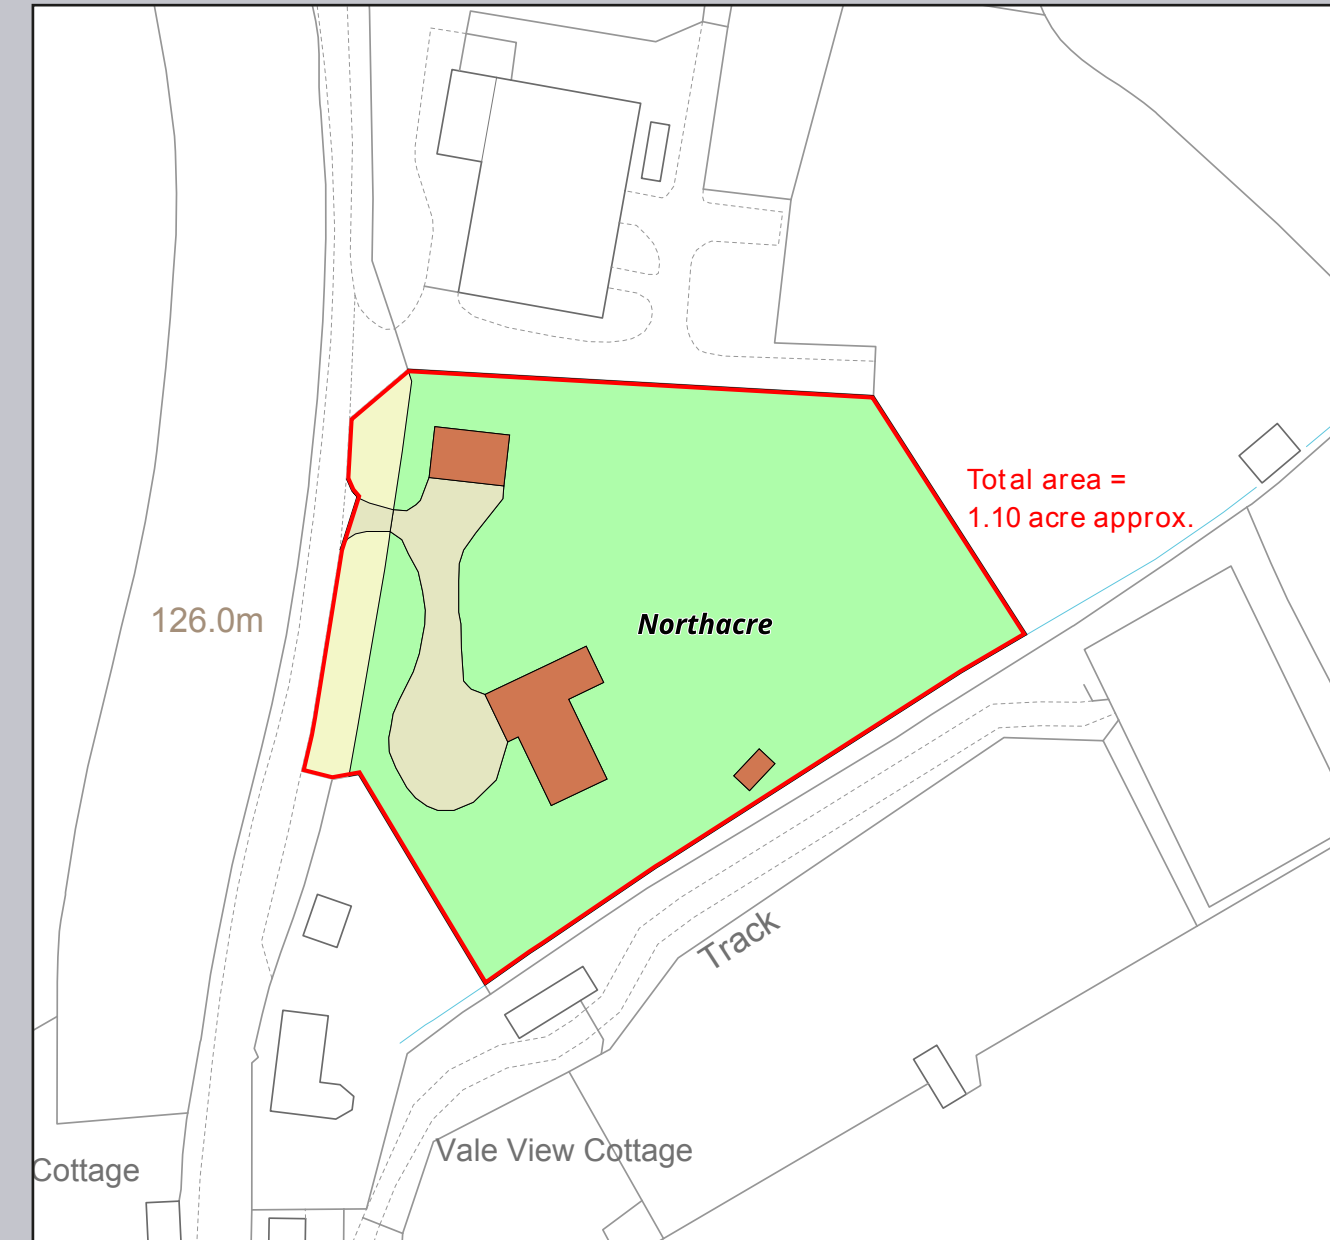 Total area =
1.10 acre approx.
126.0m
Northacre
Track
Vale View Cottage
Cottage